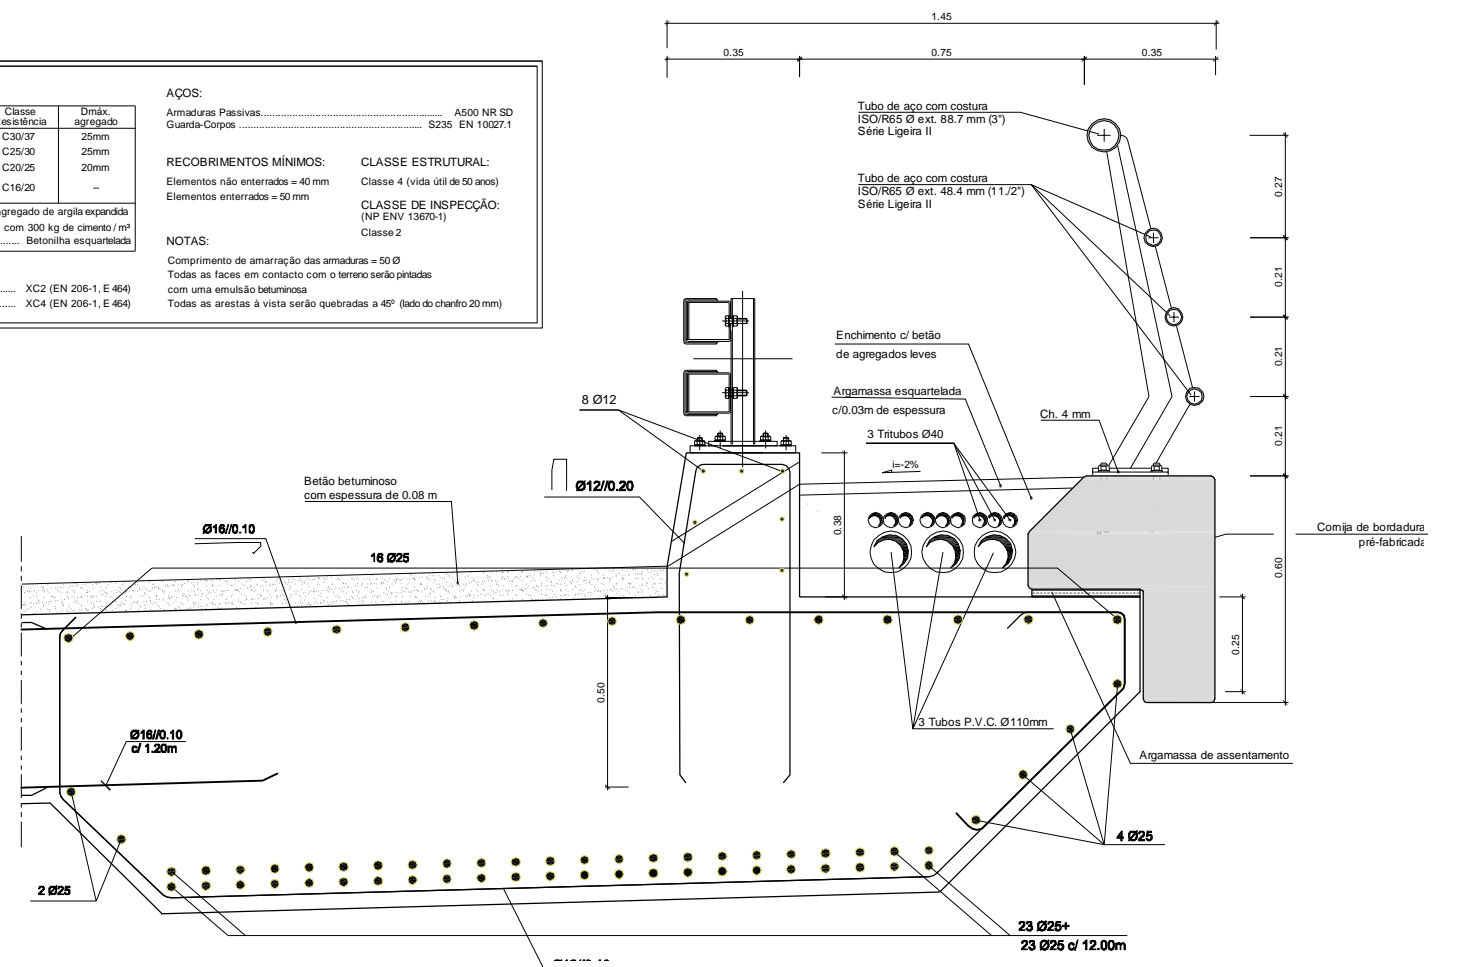 1.45
0.35
0.75
0.35
Classe
Dmáx.
agregado
C30/37 25mm
C25/30 25mm
C20/25 20mm
C16/20 --
agregado de argila expandida
com 300 kg de cimento / m³
Betonilha esquartelada
XC2 (EN 206-1, E 464)
XC4 (EN 206-1, E 464)
AÇOS:
Armaduras Passivas.......... A500 NR SD
Guarda-Corpos .......... S235 EN 10027.1
RECOBRIMENTOS MÍNIMOS:
Elementos não enterrados = 40 mm
Elementos enterrados = 50 mm
CLASSE ESTRUTURAL:
Classe 4 (vida útil de 50 anos)
CLASSE DE INSPECÇÃO:
(NP ENV 13670-1)
Classe 2
NOTAS:
Comprimento de amarração das armaduras = 50 Ø
Todas as faces em contacto com o terreno serão pintadas
com uma emulsão betuminosa
Todas as arestas à vista serão quebradas a 45º (lado do chanfro 20 mm)
Tubo de aço com costura
ISO/R65 Ø ext. 88.7 mm (3")
Série Ligeira II
Tubo de aço com costura
ISO/R65 Ø ext. 48.4 mm (1 1./2")
Série Ligeira II
0.27
0.21
0.21
0.21
0.60
Enchimento c/ betão
de agregados leves
Argamassa esquartelada
c/0.03m de espessura
3 Tritubos Ø40
Ch. 4 mm
i=-2%
8 Ø12
Ø12//0.20
0.38
Betão betuminoso
com espessura de 0.08 m
Ø16//0.10
16 Ø25
Cornija de bordadura
pré-fabricada
0.25
0.50
3 Tubos P.V.C. Ø110mm
Argamassa de assentamento
Ø16//0.10
c/ 1.20m
4 Ø25
2 Ø25
23 Ø25+
23 Ø25 c/ 12.00m